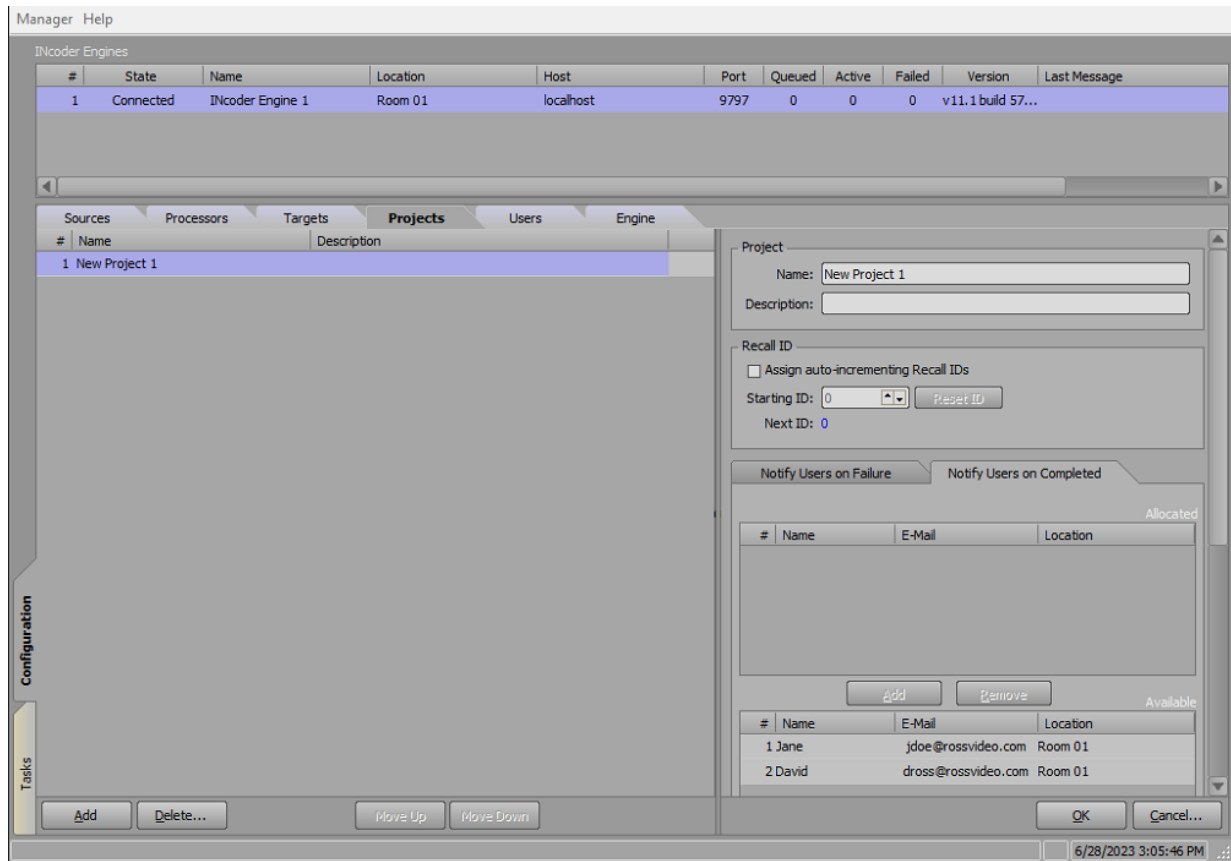 Manager Help
INcoder Engines
# State Name Location Host Port Queued Active Failed Version Last Message
1 Connected INcoder Engine 1 Room 01 localhost 9797 0 0 0 v11.1 build 57...
Sources Processors Targets Projects Users Engine
# Name Description
1 New Project 1
Project
Name: New Project 1
Description:
Recall ID
Assign auto-incrementing Recall IDs
Starting ID: 0 Reset ID
Next ID: 0
Notify Users on Failure Notify Users on Completed
Allocated
# Name E-Mail Location
Add Remove
Available
# Name E-Mail Location
1 Jane jdoe@rossvideo.com Room 01
2 David dross@rossvideo.com Room 01
Configuration
Tasks
Add Delete... Move Up Move Down OK Cancel...
6/28/2023 3:05:46 PM